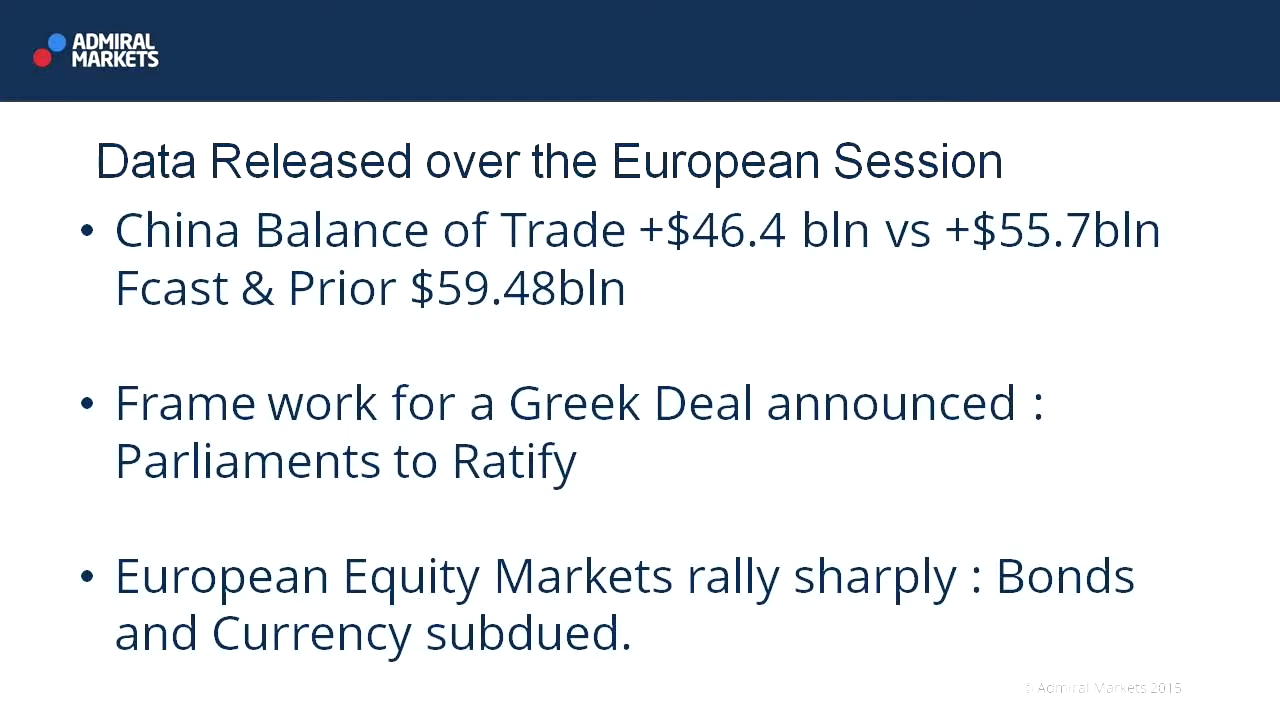 ADMIRAL
MARKETS
Data Released over the European Session
• China Balance of Trade +$46.4 bln vs +$55.7bln
Fcast & Prior $59.48bln
• Frame work for a Greek Deal announced :
Parliaments to Ratify
• European Equity Markets rally sharply : Bonds
and Currency subdued.
© Admiral Markets 2015